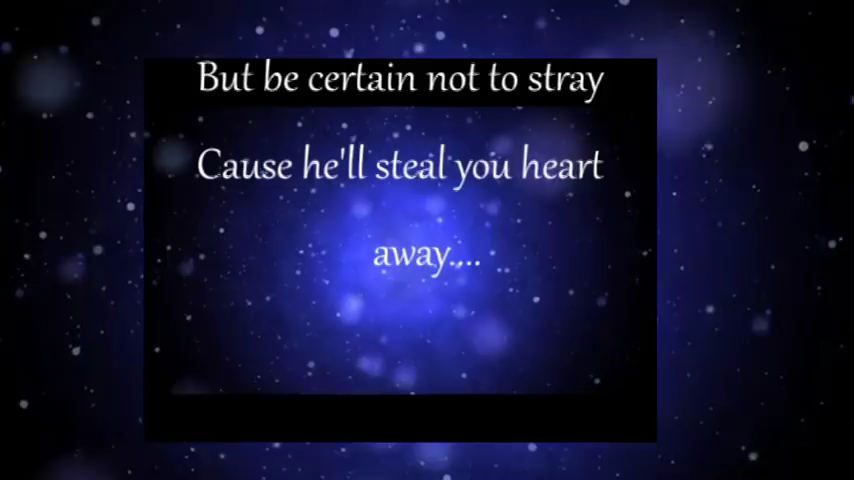 But be certain not to stray
Cause he'll steal you heart
away....